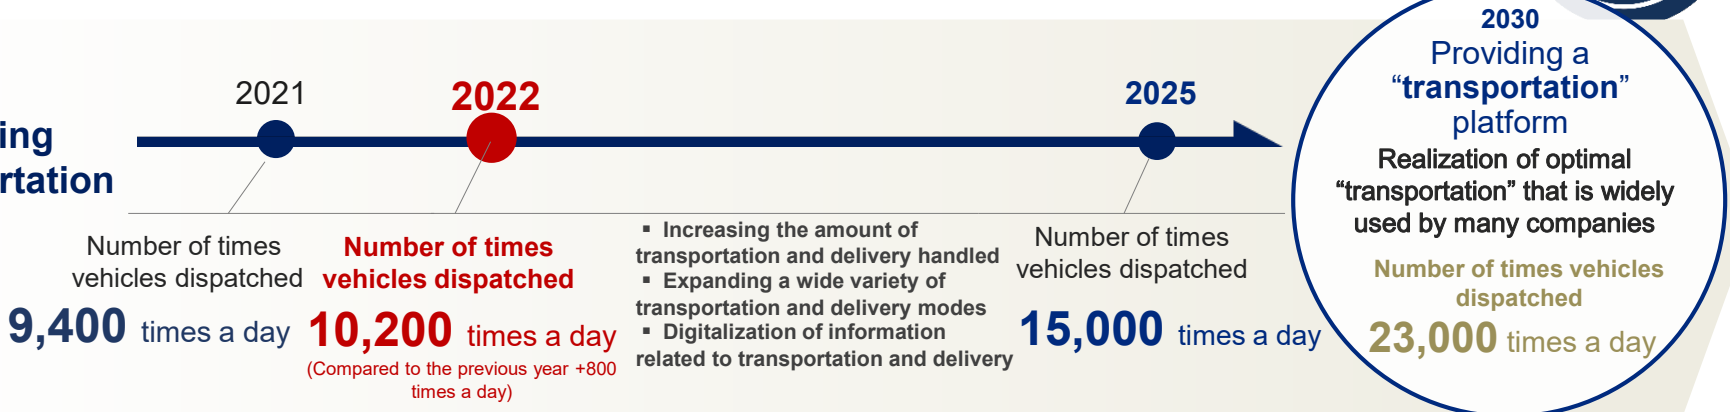 ing
rtation
2021
2022
2025
Number of times
vehicles dispatched
9,400 times a day
Number of times
vehicles dispatched
10,200 times a day
(Compared to the previous year +800
times a day)
▪ Increasing the amount of
transportation and delivery handled
▪ Expanding a wide variety of
transportation and delivery modes
▪ Digitalization of information
related to transportation and delivery
Number of times
vehicles dispatched
15,000 times a day
2030
Providing a
“transportation”
platform
Realization of optimal
“transportation” that is widely
used by many companies
Number of times vehicles
dispatched
23,000 times a day